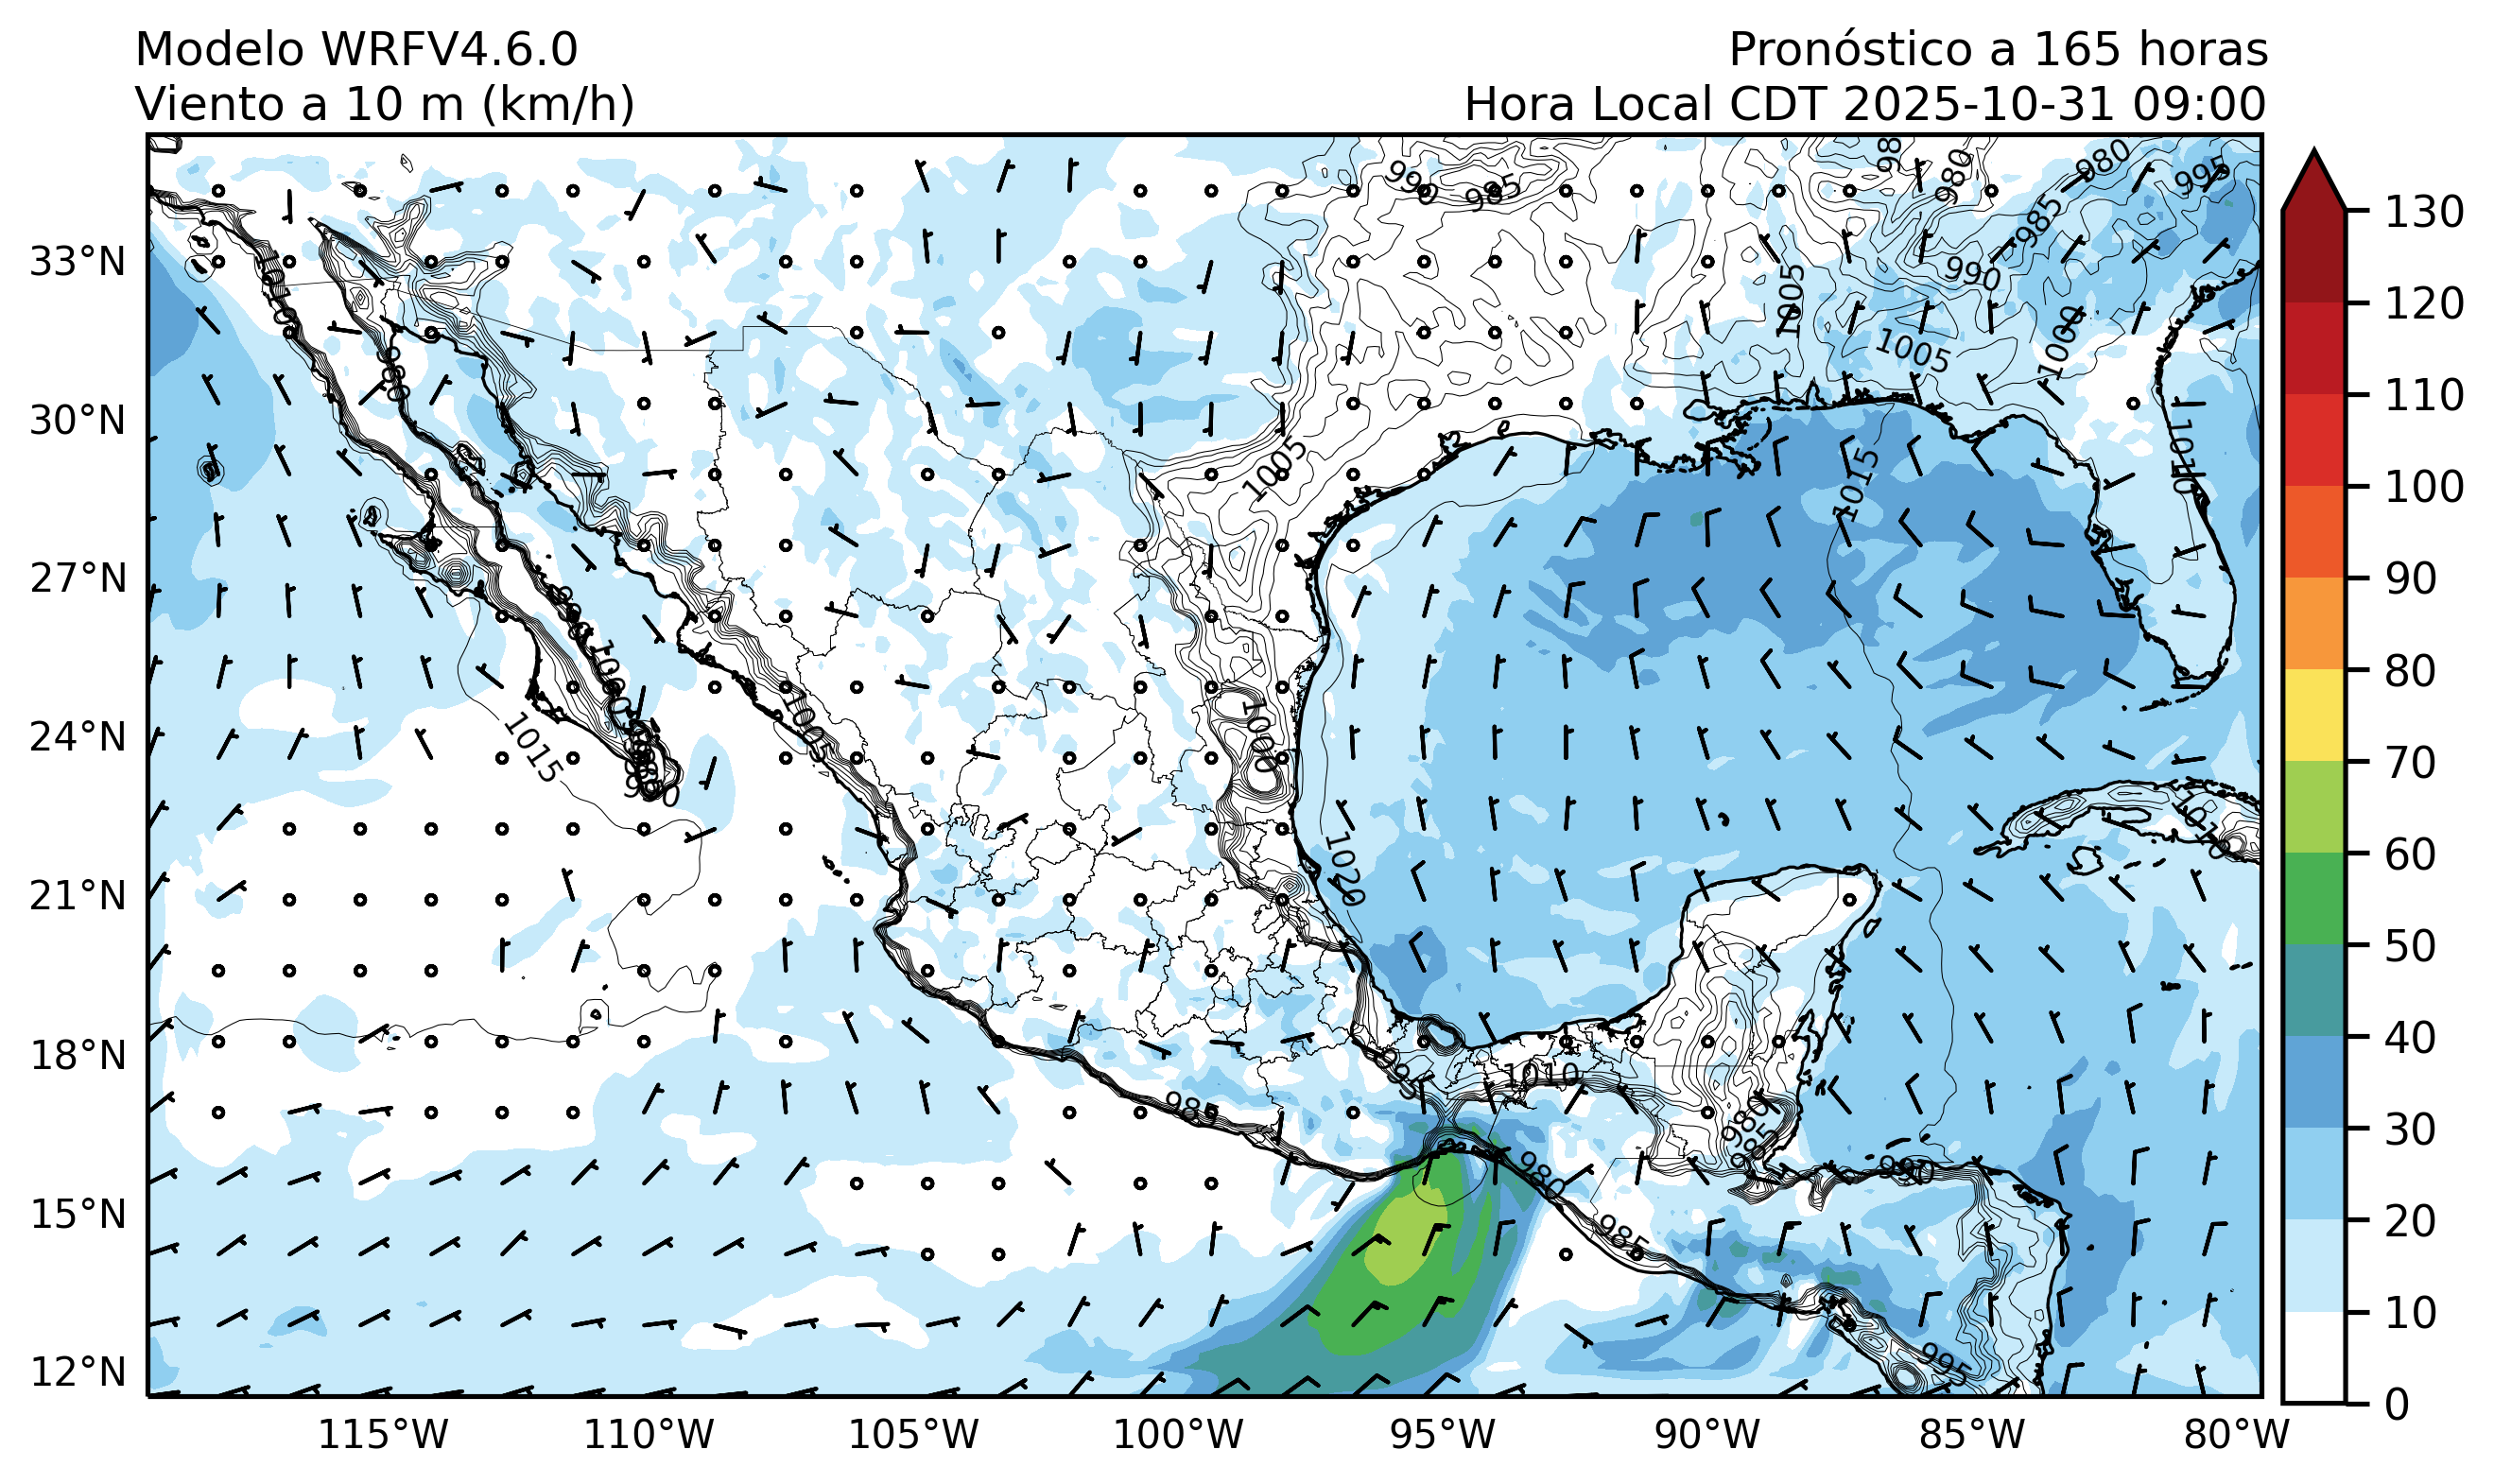 Modelo WRFV4.6.0
Pronóstico a 165 horas
Viento a 10 m (km/h)
Hora Local CDT 2025-10-31 09:00
33°N
30°N
27°N
24°N
21°N
18°N
15°N
12°N
115°W
110°W
105°W
100°W
95°W
90°W
85°W
80°W
130
120
110
100
90
80
70
60
50
40
30
20
10
0
990
985
980
980
995
985
990
1005
1005
1000
1010
1005
1015
1015
1005
1000
1020
1010
985
980
985
980
985
990
995